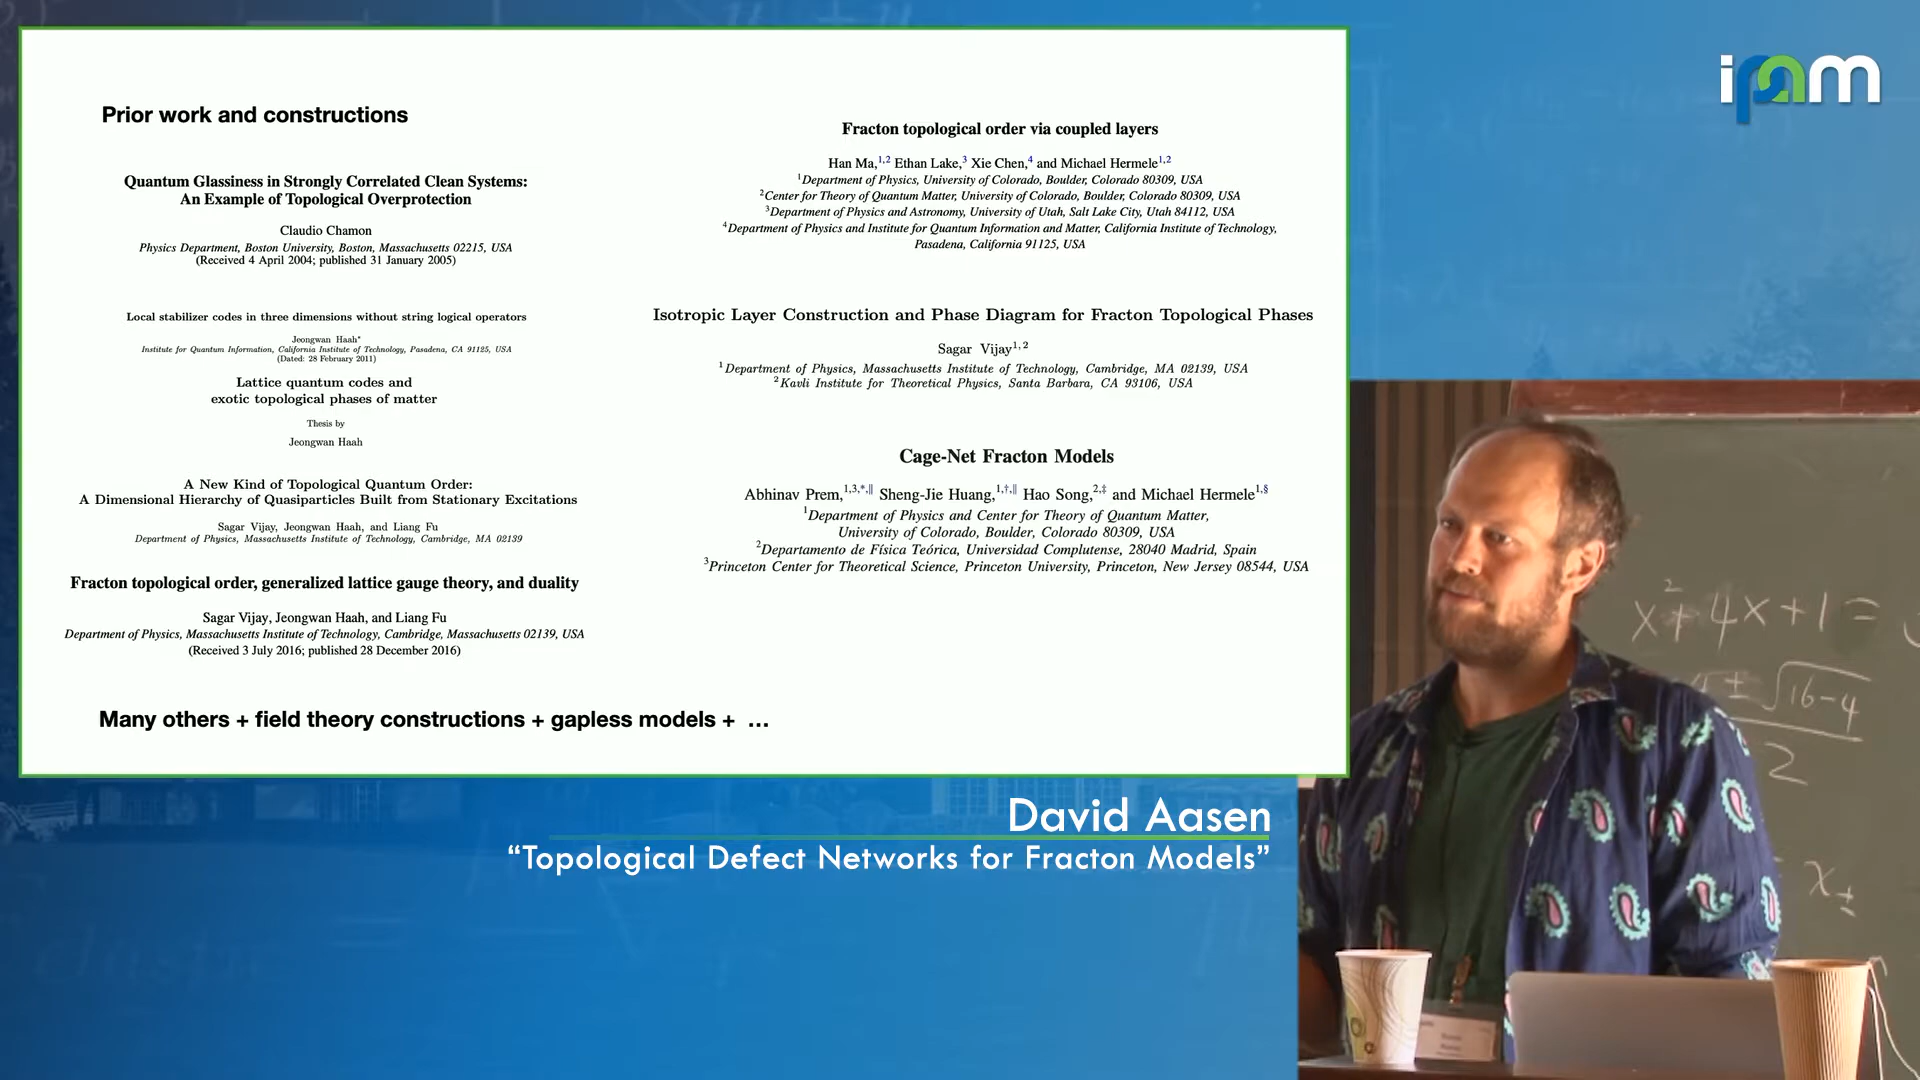 Prior work and constructions
Quantum Glassiness in Strongly Correlated Clean Systems:
An Example of Topological Overprotection
Claudio Chamon
Physics Department, Boston University, Boston, Massachusetts 02215, USA
(Received 4 April 2004; published 31 January 2005)
Local stabilizer codes in three dimensions without string logical operators
Jeongwan Haah*
Institute for Quantum Information, California Institute of Technology, Pasadena, CA 91125, USA
(Dated: 28 February 2011)
Lattice quantum codes and
exotic topological phases of matter
Thesis by
Jeongwan Haah
A New Kind of Topological Quantum Order:
A Dimensional Hierarchy of Quasiparticles Built from Stationary Excitations
Sagar Vijay, Jeongwan Haah, and Liang Fu
Department of Physics, Massachusetts Institute of Technology, Cambridge, MA 02139
Fracton topological order, generalized lattice gauge theory, and duality
Sagar Vijay, Jeongwan Haah, and Liang Fu
Department of Physics, Massachusetts Institute of Technology, Cambridge, Massachusetts 02139, USA
(Received 3 July 2016; published 28 December 2016)
Fracton topological order via coupled layers
Han Ma,1,2 Ethan Lake,3 Xie Chen,4 and Michael Hermele1,2
1Department of Physics, University of Colorado, Boulder, Colorado 80309, USA
2Center for Theory of Quantum Matter, University of Colorado, Boulder, Colorado 80309, USA
3Department of Physics and Astronomy, University of Utah, Salt Lake City, Utah 84112, USA
4Department of Physics and Institute for Quantum Information and Matter, California Institute of Technology,
Pasadena, California 91125, USA
Isotropic Layer Construction and Phase Diagram for Fracton Topological Phases
Sagar Vijay1,2
1Department of Physics, Massachusetts Institute of Technology, Cambridge, MA 02139, USA
2Kavli Institute for Theoretical Physics, Santa Barbara, CA 93106, USA
Cage-Net Fracton Models
Abhinav Prem,1,3,*,‖ Sheng-Jie Huang,1,†,‖ Hao Song,2,‡ and Michael Hermele1,§
1Department of Physics and Center for Theory of Quantum Matter,
University of Colorado, Boulder, Colorado 80309, USA
2Departamento de Física Teórica, Universidad Complutense, 28040 Madrid, Spain
3Princeton Center for Theoretical Science, Princeton University, Princeton, New Jersey 08544, USA
Many others + field theory constructions + gapless models + …
ipam
x²+4x+1=
± √16-4
2
x±
David Aasen
“Topological Defect Networks for Fracton Models”